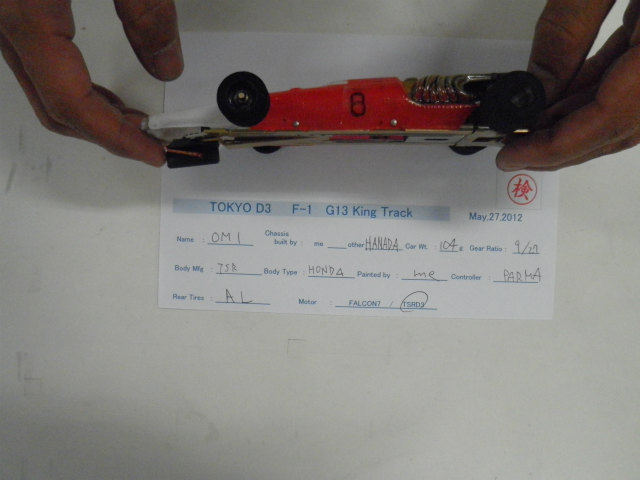 8
検
TOKYO D3 F-1 G13 King Track
May.27.2012
Name : OMI Chassis built by : me other HANADA Car Wt. : 104 g Gear Ratio : 9/27
Body Mfg : TSR Body Type : HONDA Painted by : me Controller : PARMA
Rear Tires : AL Motor : FALCON7 / TSRD3